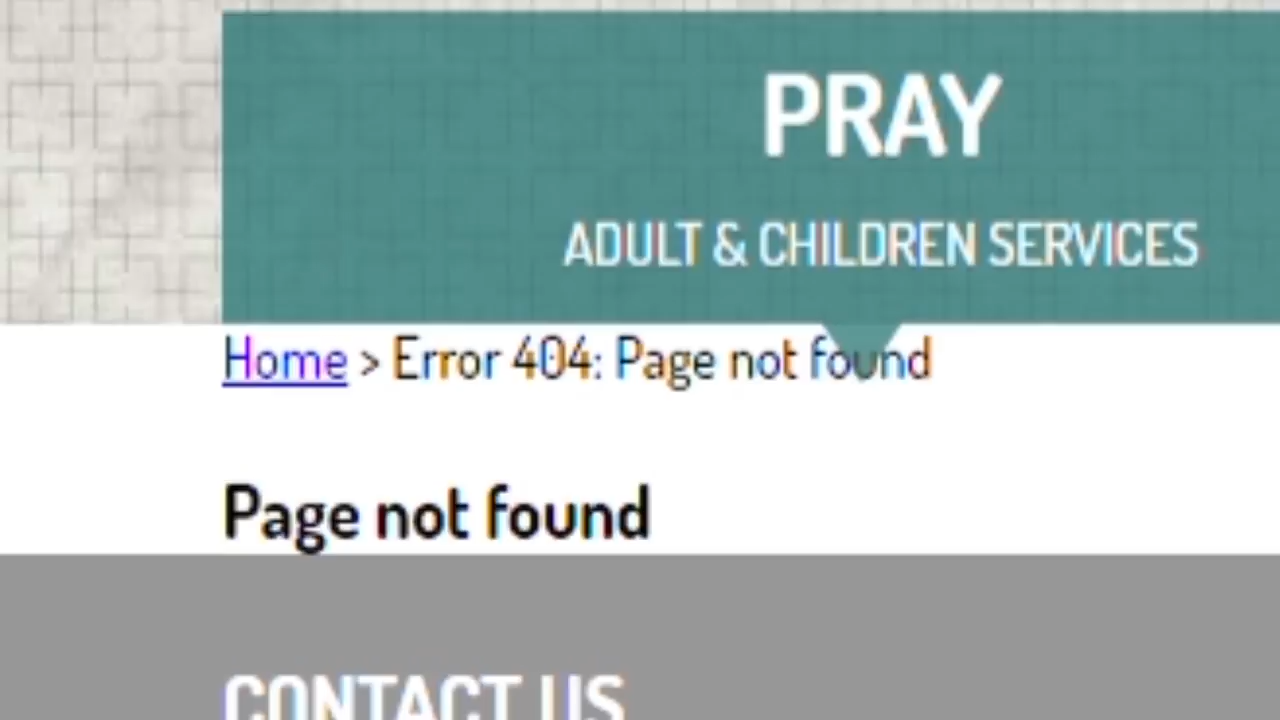 PRAY
ADULT & CHILDREN SERVICES
Home > Error 404: Page not found
Page not found
CONTACT US